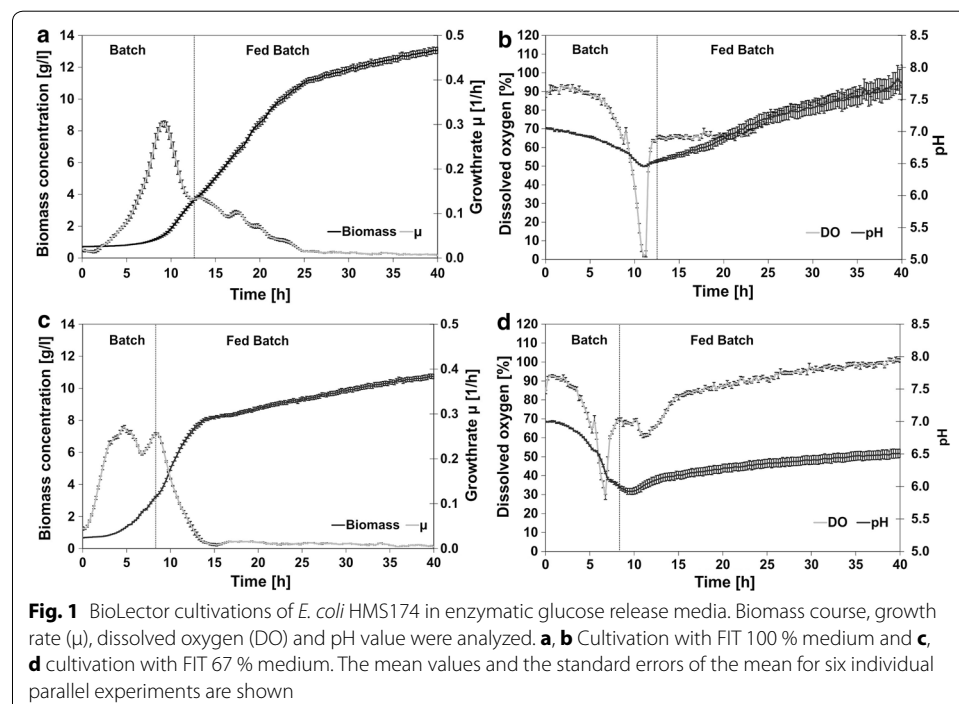 a
Batch
Fed Batch
Biomass concentration [g/l]
14
12
10
8
6
4
2
0
0.5
0.4
0.3
0.2
0.1
0.0
Growthrate μ [1/h]
Biomass
μ
0 5 10 15 20 25 30 35 40
Time [h]
b
Batch
Fed Batch
Dissolved oxygen [%]
120
110
100
90
80
70
60
50
40
30
20
10
0
8.5
8.0
7.5
7.0
6.5
6.0
5.5
5.0
pH
DO
pH
0 5 10 15 20 25 30 35 40
Time [h]
c
Batch
Fed Batch
Biomass concentration [g/l]
14
12
10
8
6
4
2
0
0.5
0.4
0.3
0.2
0.1
0.0
Growthrate μ [1/h]
Biomass
μ
0 5 10 15 20 25 30 35 40
Time [h]
d
Batch
Fed Batch
Dissolved oxygen [%]
120
110
100
90
80
70
60
50
40
30
20
10
0
8.5
8.0
7.5
7.0
6.5
6.0
5.5
5.0
pH
DO
pH
0 5 10 15 20 25 30 35 40
Time [h]
Fig. 1 BioLector cultivations of E. coli HMS174 in enzymatic glucose release media. Biomass course, growth
rate (μ), dissolved oxygen (DO) and pH value were analyzed. a, b Cultivation with FIT 100 % medium and c,
d cultivation with FIT 67 % medium. The mean values and the standard errors of the mean for six individual
parallel experiments are shown